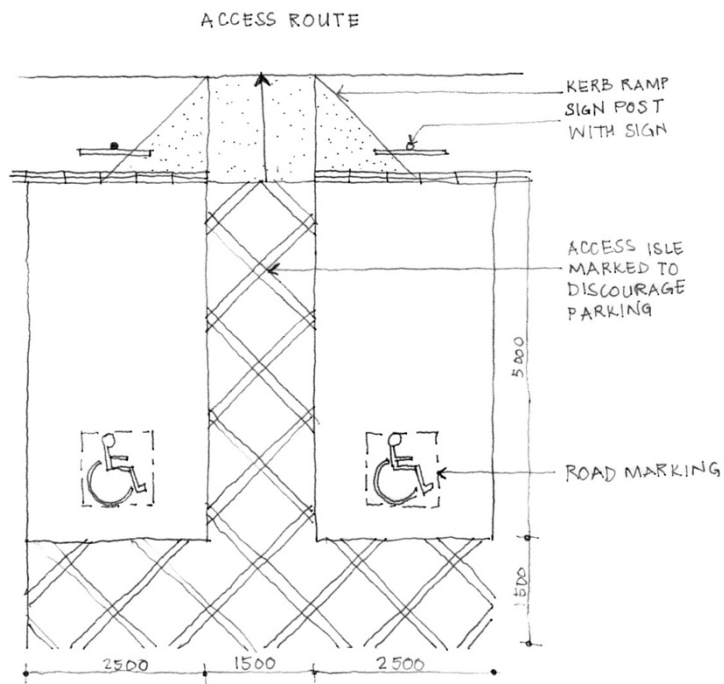 ACCESS ROUTE
KERB RAMP
SIGN POST
WITH SIGN
ACCESS ISLE
MARKED TO
DISCOURAGE
PARKING
5000
ROAD MARKING
1500
2500
1500
2500